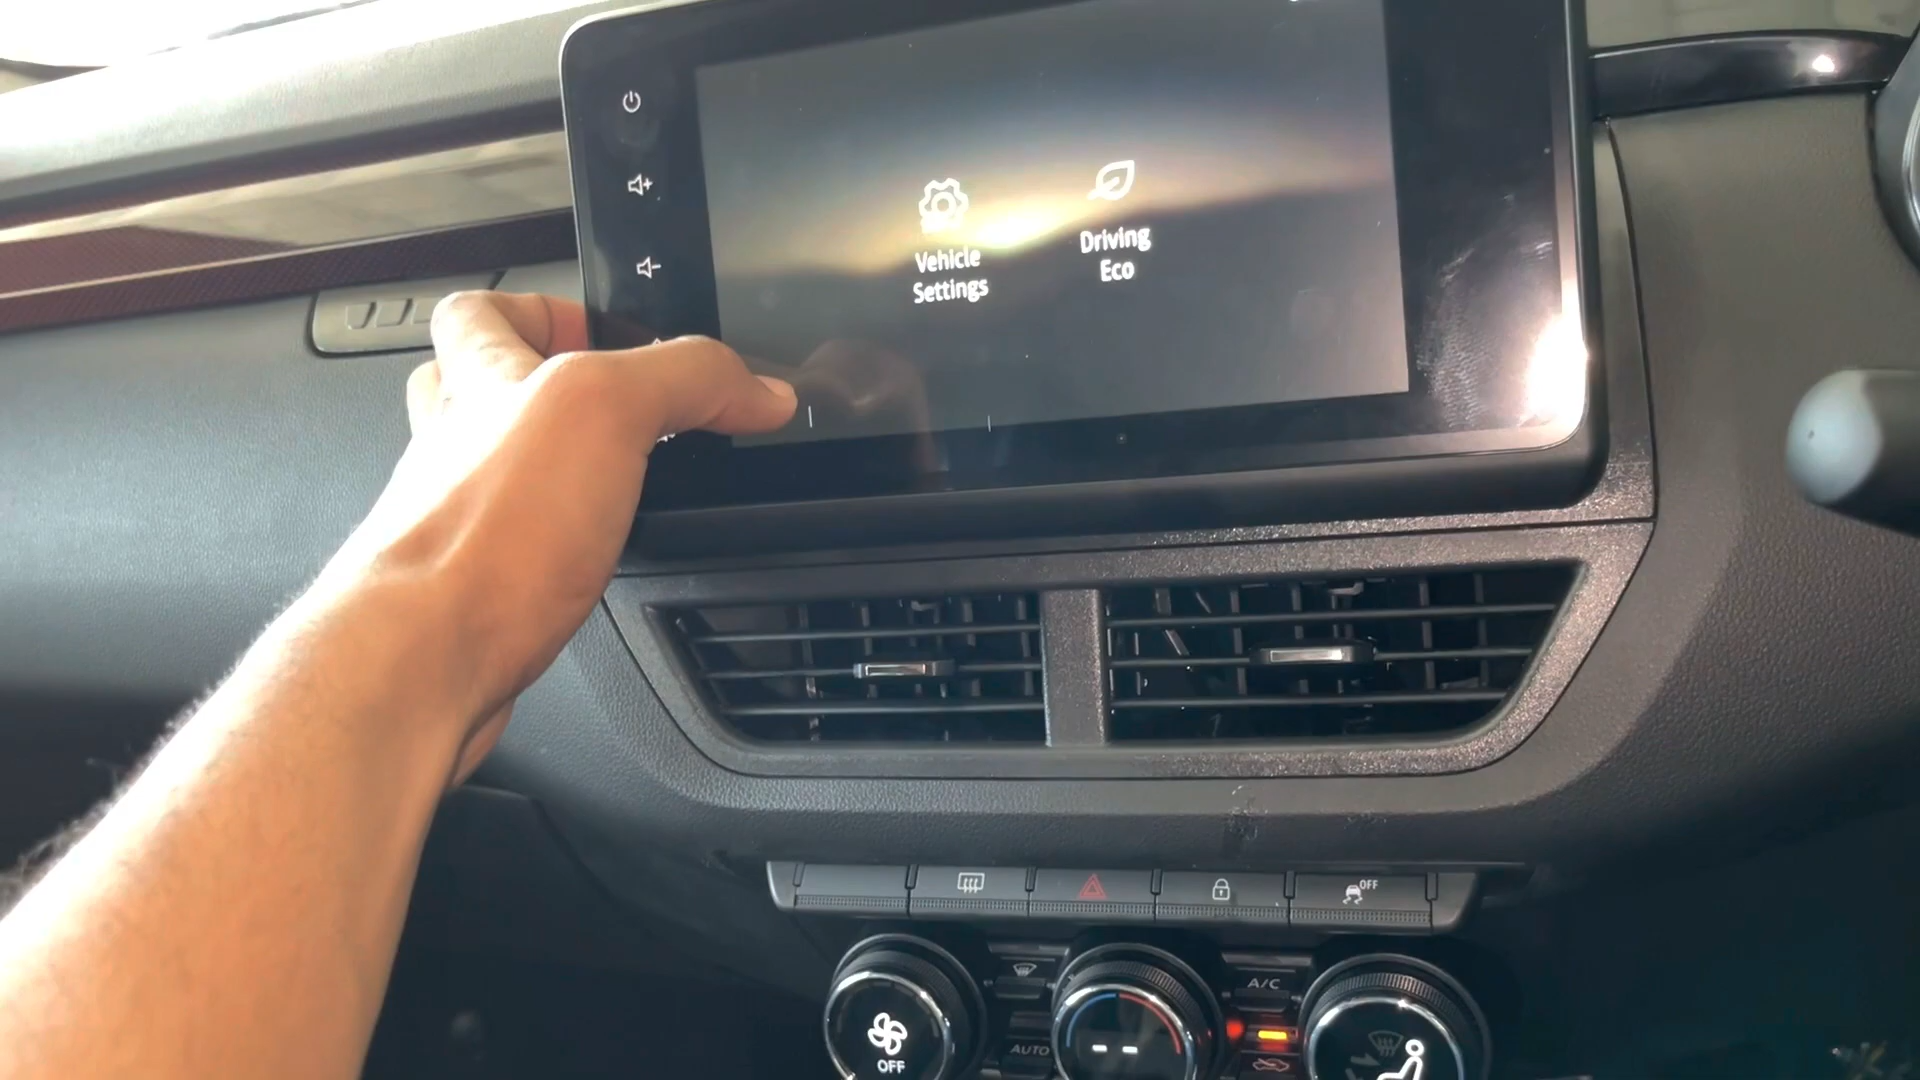 Vehicle
Settings
Driving
Eco
OFF
A/C
AUTO
OFF